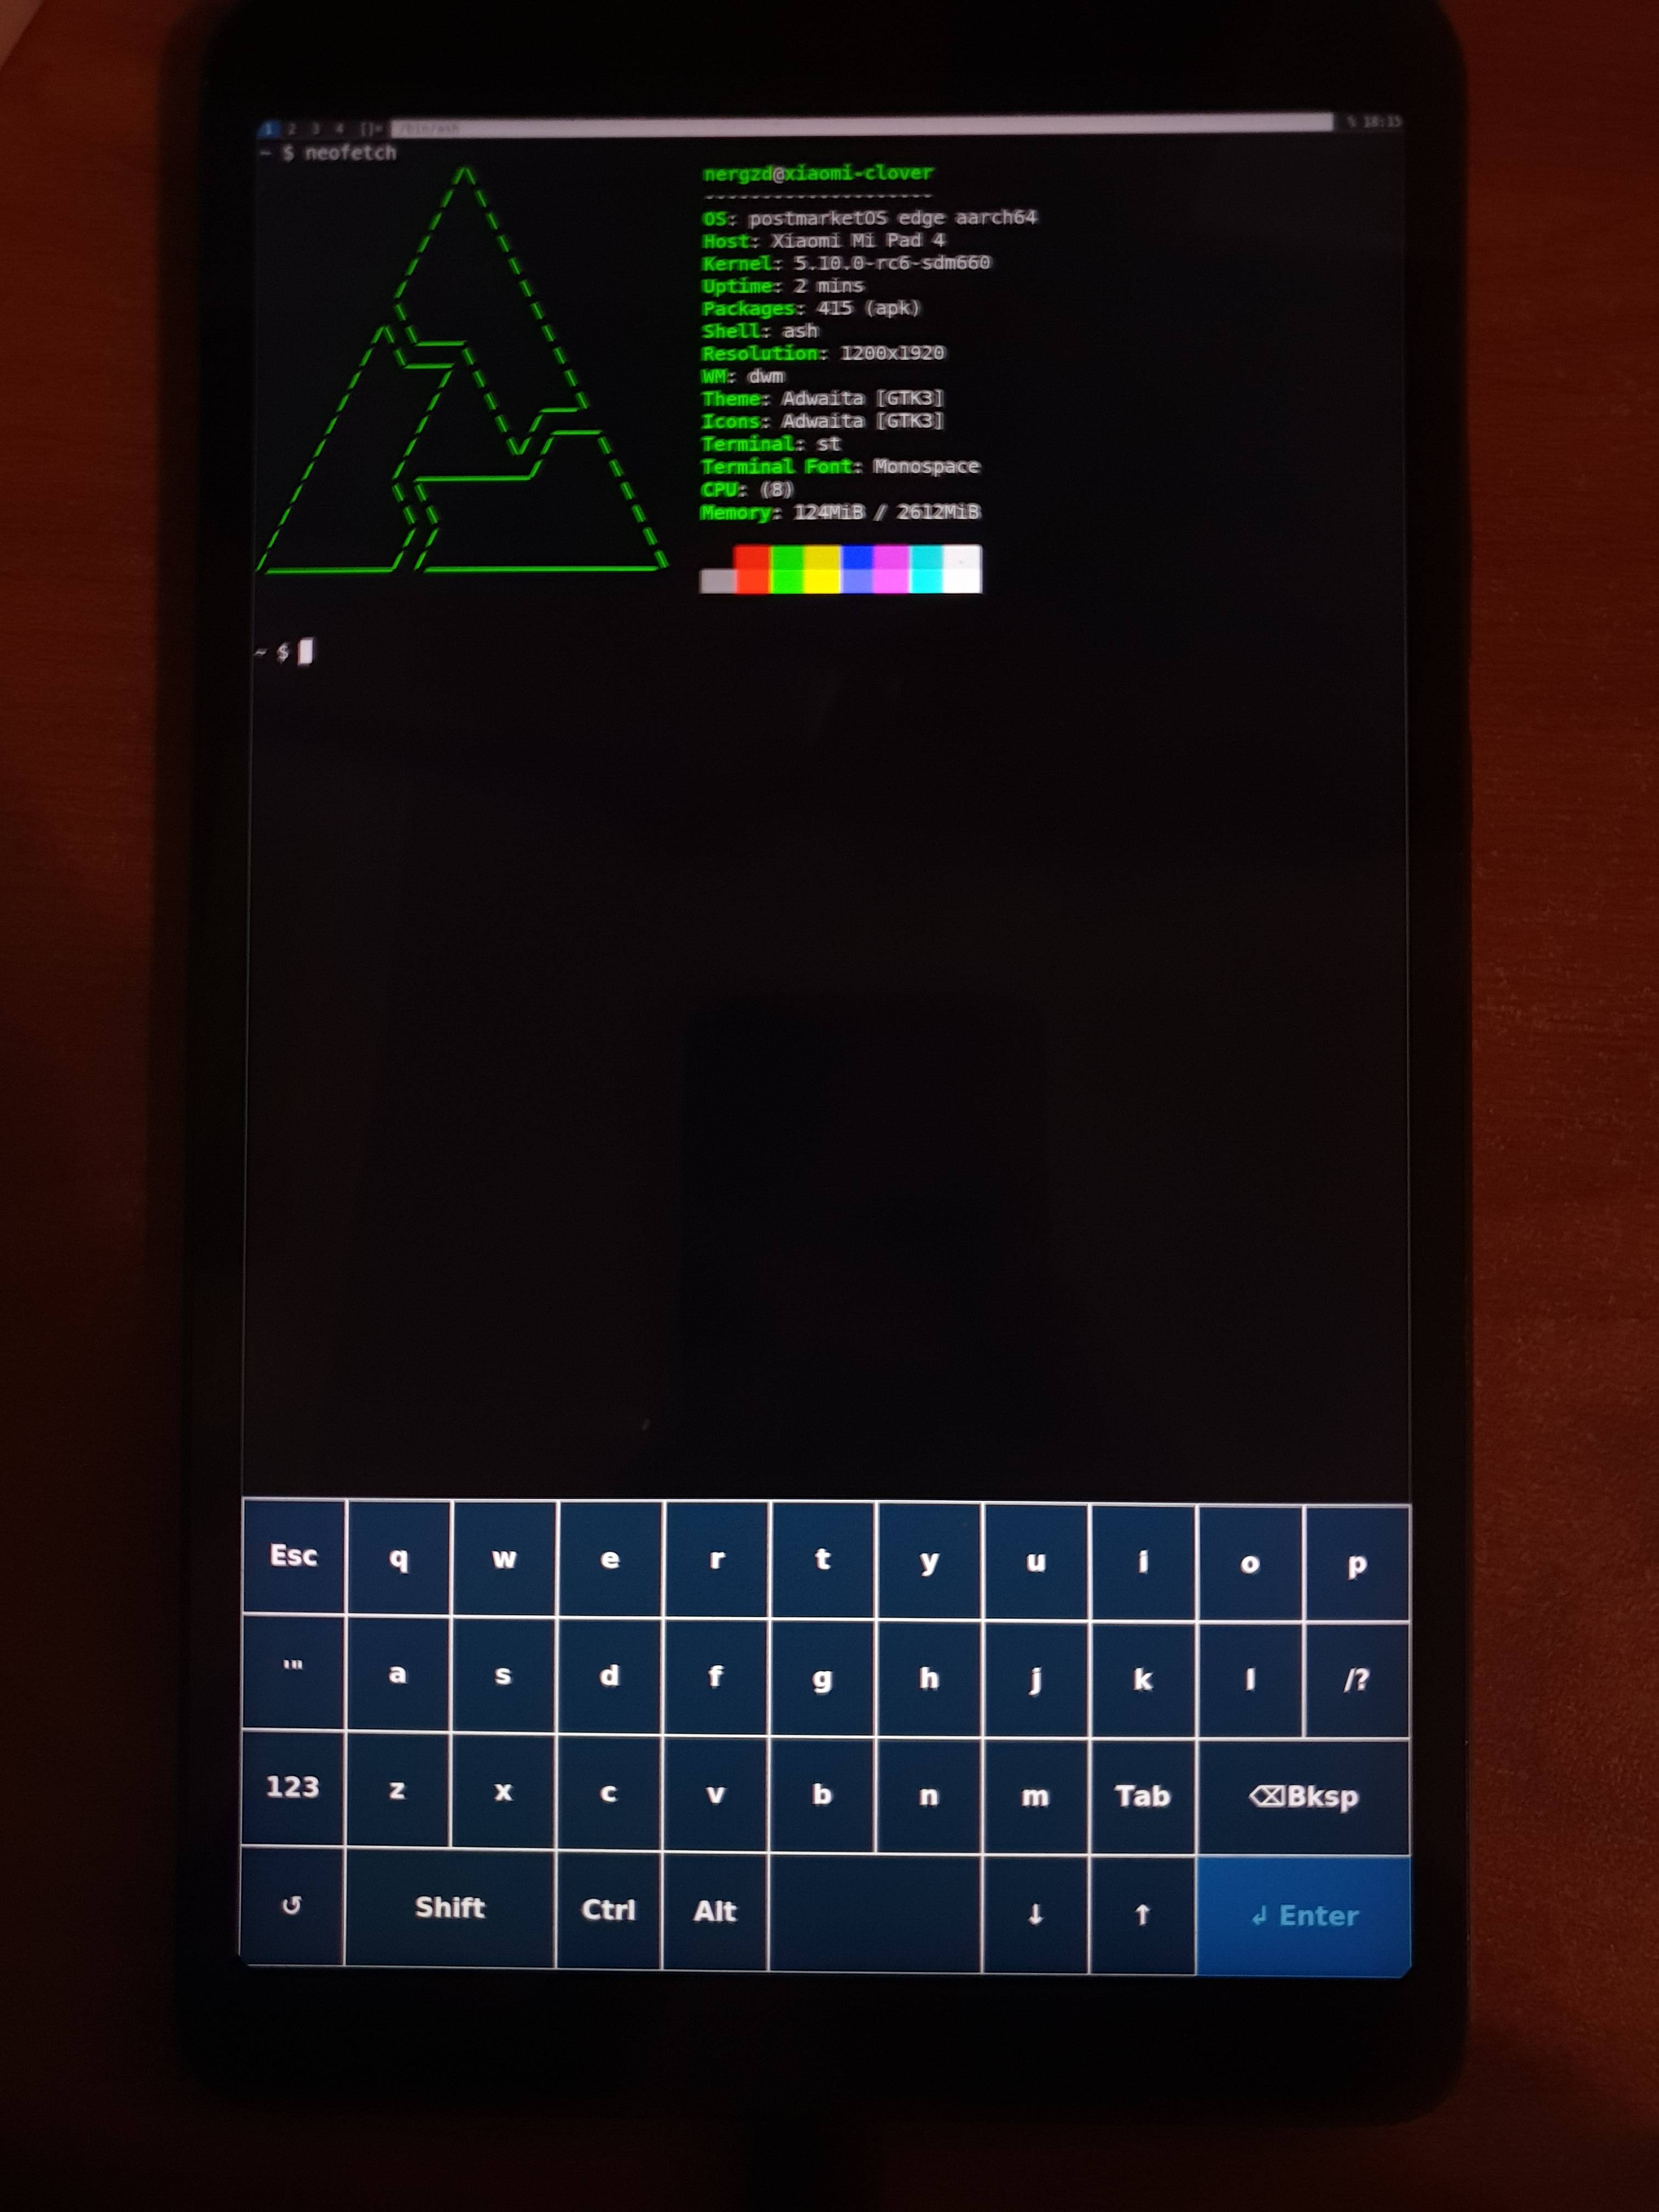 1 2 3 4 []= /bin/ash % 18:15
~ $ neofetch
nergzd@xiaomi-clover
--------------------
OS: postmarketOS edge aarch64
Host: Xiaomi Mi Pad 4
Kernel: 5.10.0-rc6-sdm660
Uptime: 2 mins
Packages: 415 (apk)
Shell: ash
Resolution: 1200x1920
WM: dwm
Theme: Adwaita [GTK3]
Icons: Adwaita [GTK3]
Terminal: st
Terminal Font: Monospace
CPU: (8)
Memory: 124MiB / 2612MiB
~ $
Esc q w e r t y u i o p
'" a s d f g h j k l /?
123 z x c v b n m Tab ⌫Bksp
↺ Shift Ctrl Alt ↓ ↑ ↲ Enter